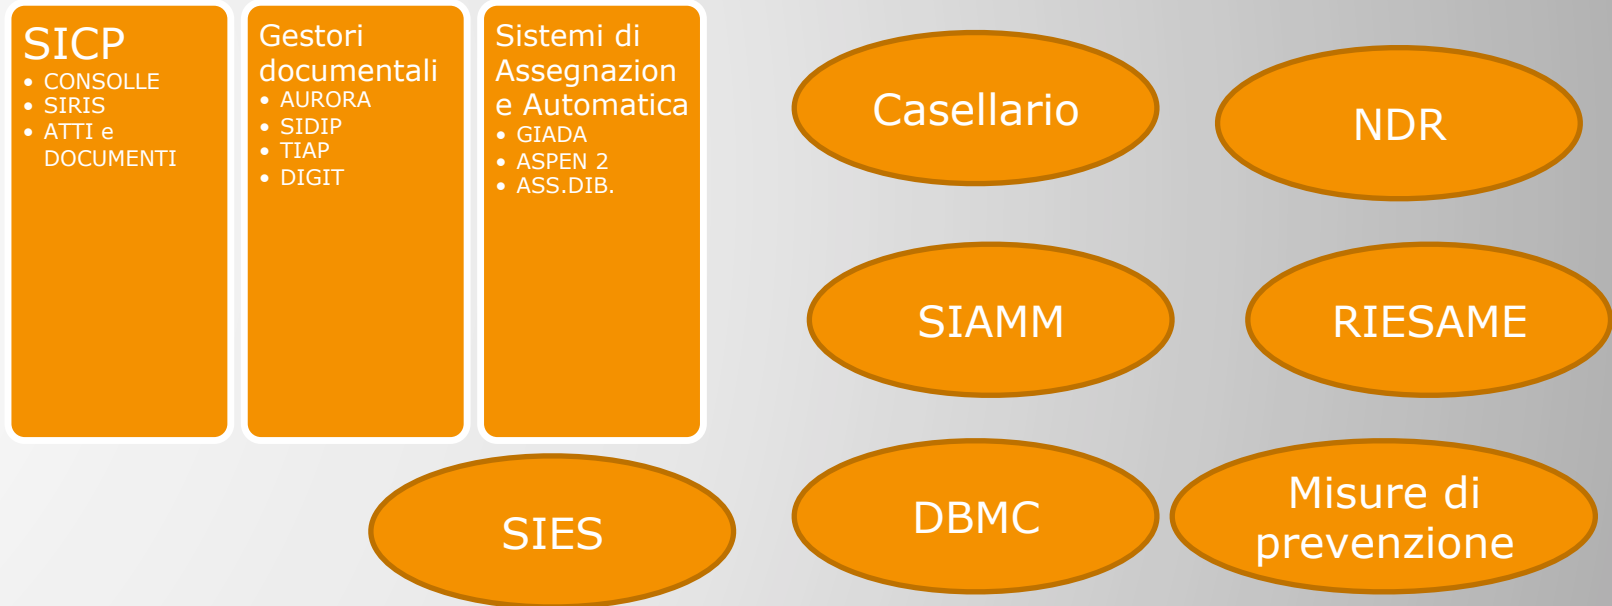 SICP
• CONSOLLE
• SIRIS
• ATTI e
DOCUMENTI
Gestori
documentali
• AURORA
• SIDIP
• TIAP
• DIGIT
Sistemi di
Assegnazion
e Automatica
• GIADA
• ASPEN 2
• ASS.DIB.
Casellario
NDR
SIAMM
RIESAME
SIES
DBMC
Misure di
prevenzione